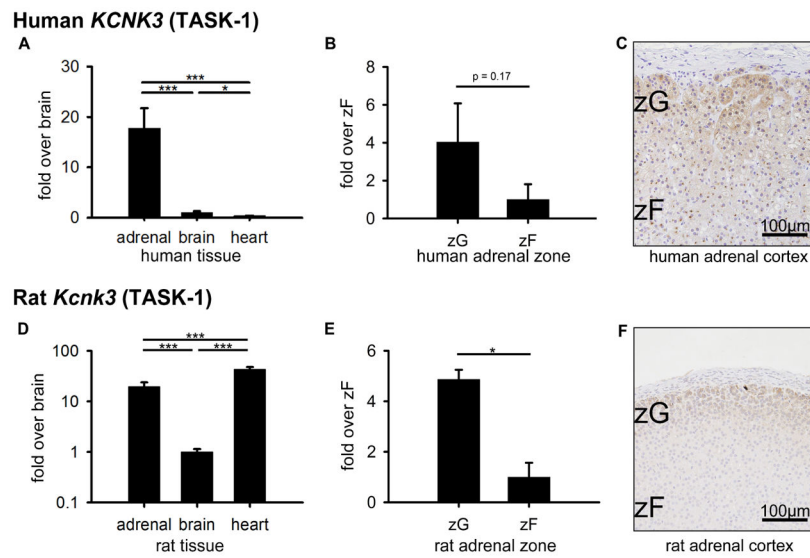 Human KCNK3 (TASK-1)
A
B
C
fold over brain
30
20
10
0
***
***
*
adrenal brain heart
human tissue
fold over zF
8
6
4
2
0
p = 0.17
zG zF
human adrenal zone
zG
zF
100µm
human adrenal cortex
Rat Kcnk3 (TASK-1)
D
E
F
fold over brain
100
10
1
0.1
***
***
***
adrenal brain heart
rat tissue
fold over zF
6
4
2
0
*
zG zF
rat adrenal zone
zG
zF
100µm
rat adrenal cortex